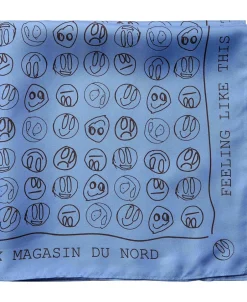 FEELING LIKE THIS
MAGASIN DU NORD